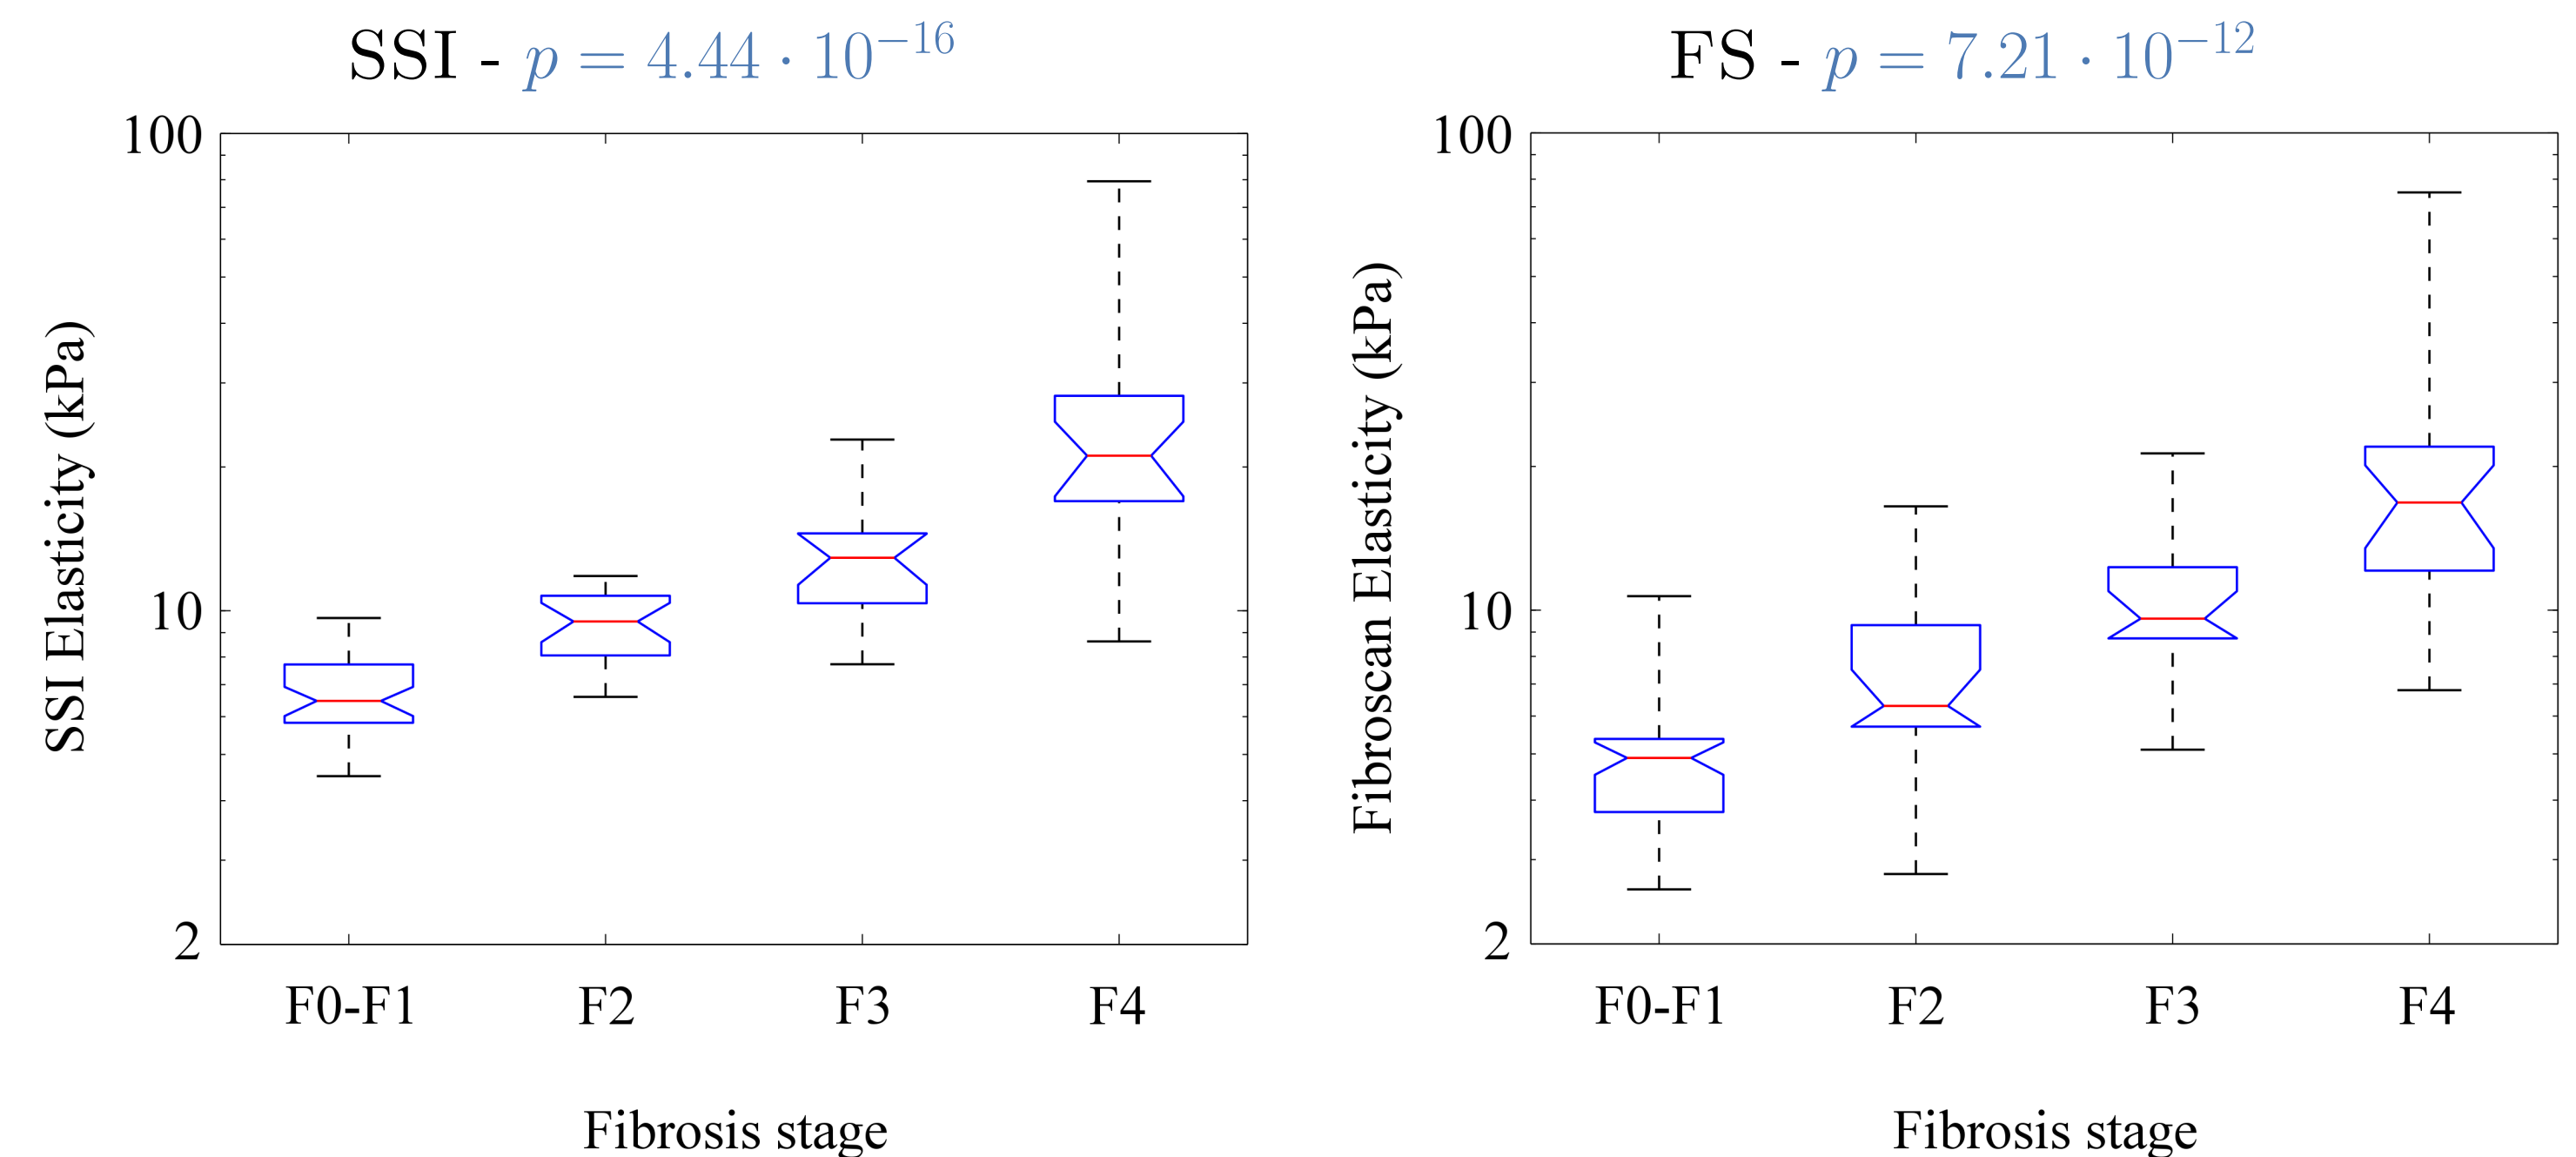 SSI - p = 4.44 · 10⁻¹⁶
100
10
2
SSI Elasticity (kPa)
F0-F1 F2 F3 F4
Fibrosis stage
FS - p = 7.21 · 10⁻¹²
100
10
2
Fibroscan Elasticity (kPa)
F0-F1 F2 F3 F4
Fibrosis stage